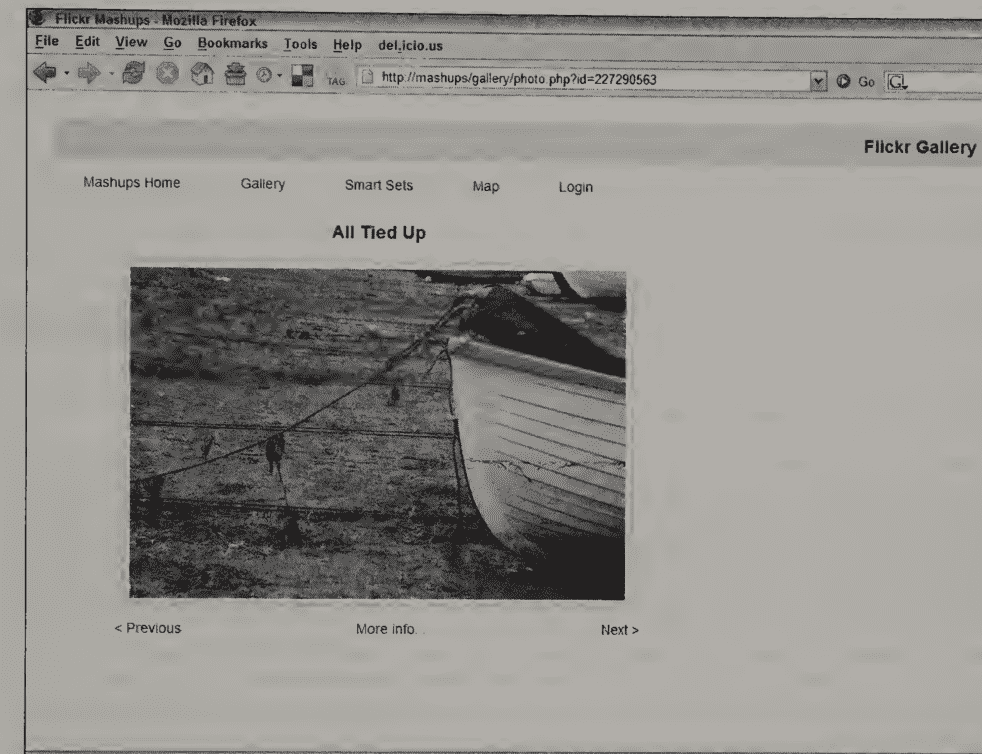 Flickr Mashups - Mozilla Firefox
File Edit View Go Bookmarks Tools Help del.icio.us
TAG http://mashups/gallery/photo.php?id=227290563 Go G
Flickr Gallery
Mashups Home Gallery Smart Sets Map Login
All Tied Up
< Previous More info... Next >